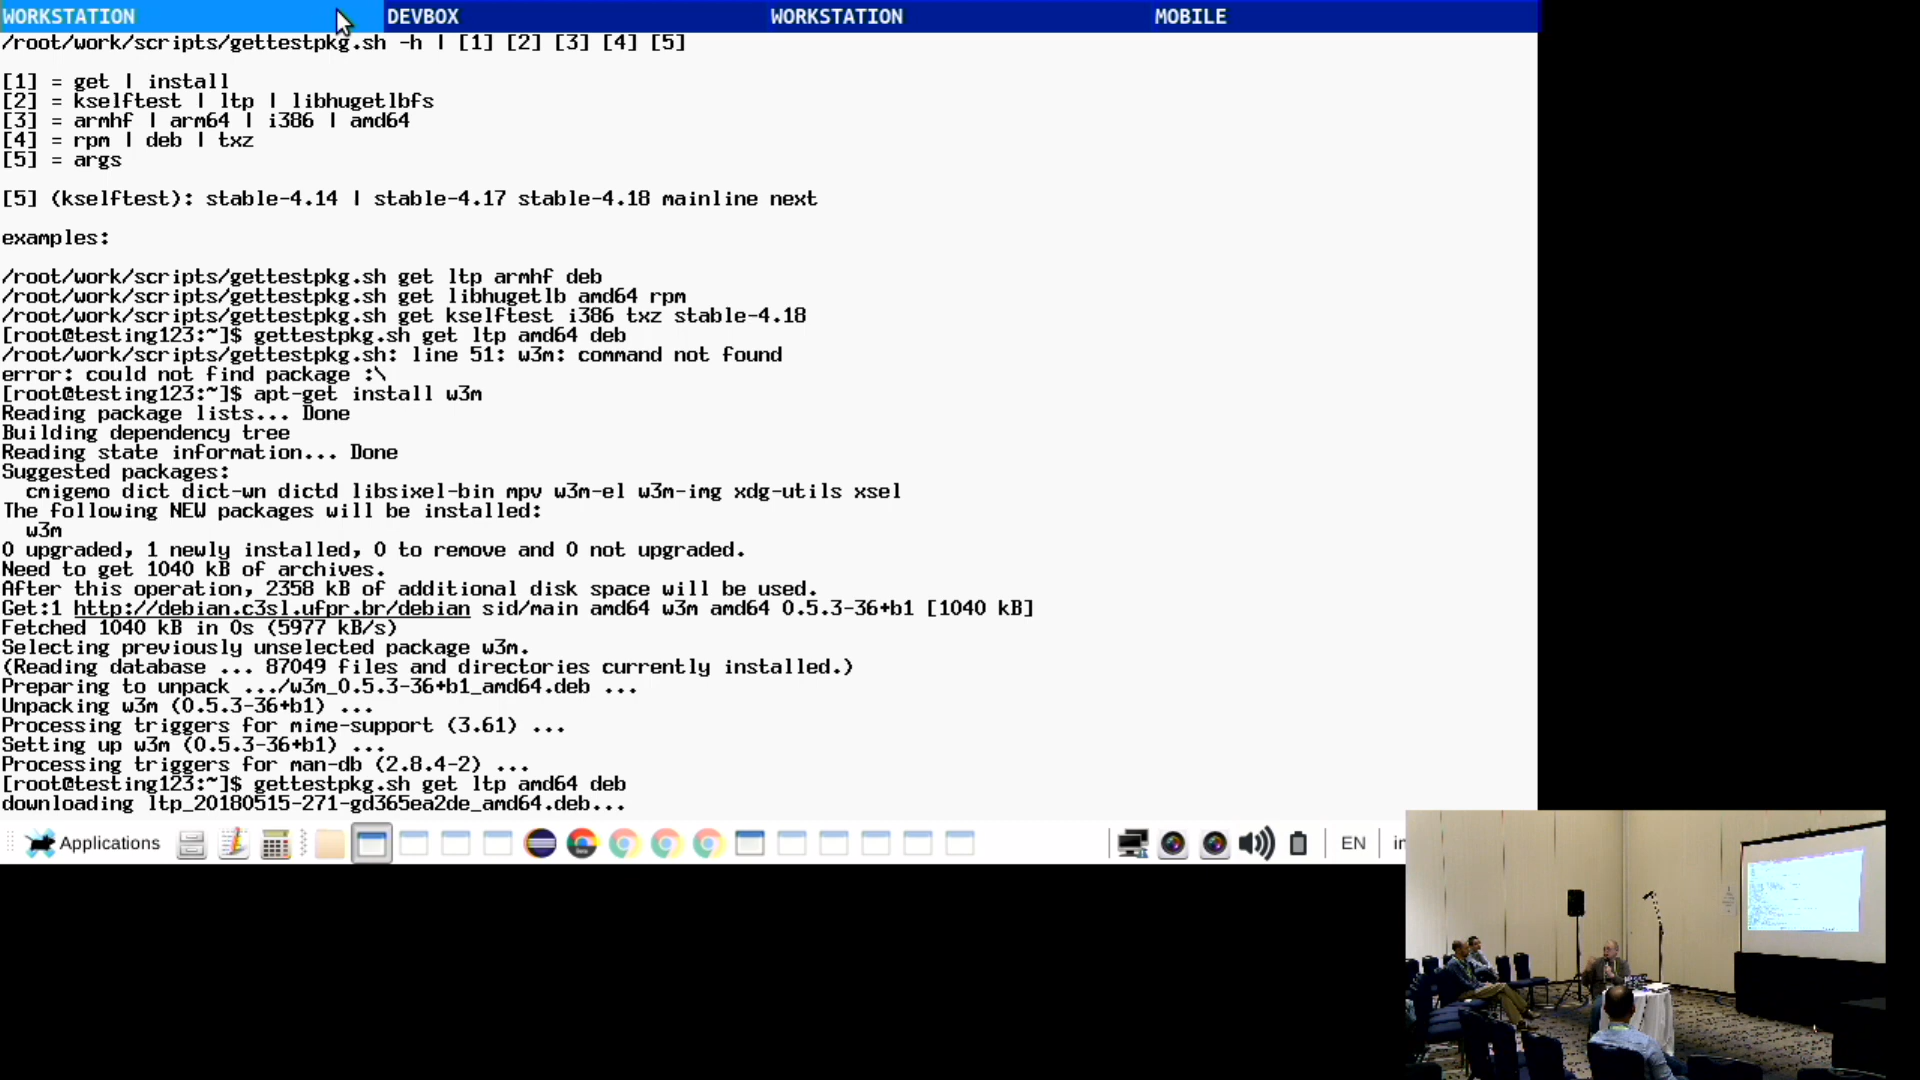 WORKSTATION DEVBOX WORKSTATION MOBILE
/root/work/scripts/gettestpkg.sh -h | [1] [2] [3] [4] [5]
[1] = get | install
[2] = kselftest | ltp | libhugetlbfs
[3] = armhf | arm64 | i386 | amd64
[4] = rpm | deb | txz
[5] = args
[5] (kselftest): stable-4.14 | stable-4.17 stable-4.18 mainline next
examples:
/root/work/scripts/gettestpkg.sh get ltp armhf deb
/root/work/scripts/gettestpkg.sh get libhugetlb amd64 rpm
/root/work/scripts/gettestpkg.sh get kselftest i386 txz stable-4.18
[root@testing123:~]$ gettestpkg.sh get ltp amd64 deb
/root/work/scripts/gettestpkg.sh: line 51: w3m: command not found
error: could not find package :\
[root@testing123:~]$ apt-get install w3m
Reading package lists... Done
Building dependency tree
Reading state information... Done
Suggested packages:
cmigemo dict dict-wn dictd libsixel-bin mpv w3m-el w3m-img xdg-utils xsel
The following NEW packages will be installed:
w3m
0 upgraded, 1 newly installed, 0 to remove and 0 not upgraded.
Need to get 1040 kB of archives.
After this operation, 2358 kB of additional disk space will be used.
Get:1 http://debian.c3sl.ufpr.br/debian sid/main amd64 w3m amd64 0.5.3-36+b1 [1040 kB]
Fetched 1040 kB in 0s (5977 kB/s)
Selecting previously unselected package w3m.
(Reading database ... 87049 files and directories currently installed.)
Preparing to unpack .../w3m_0.5.3-36+b1_amd64.deb ...
Unpacking w3m (0.5.3-36+b1) ...
Processing triggers for mime-support (3.61) ...
Setting up w3m (0.5.3-36+b1) ...
Processing triggers for man-db (2.8.4-2) ...
[root@testing123:~]$ gettestpkg.sh get ltp amd64 deb
downloading ltp_20180515-271-gd365ea2de_amd64.deb...
Applications EN